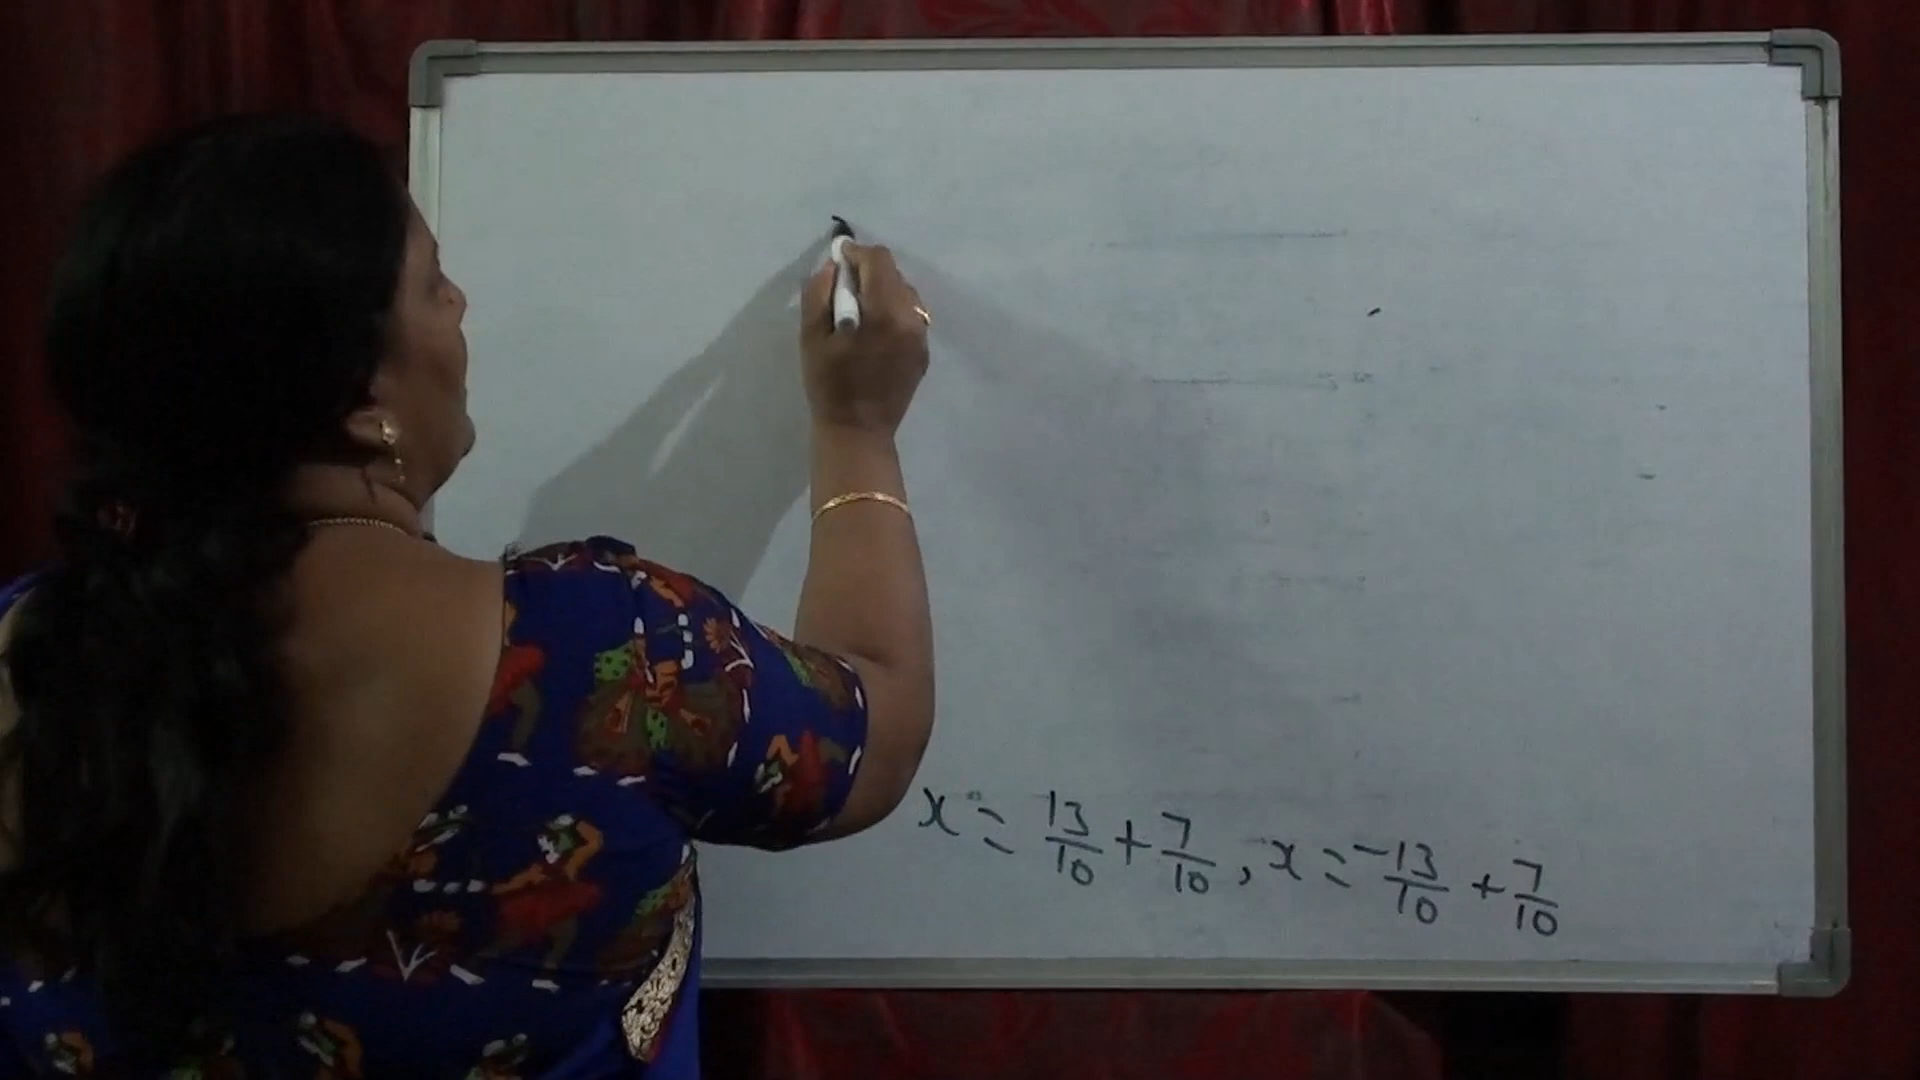 x = 13/10 + 7/10, x = -13/10 + 7/10